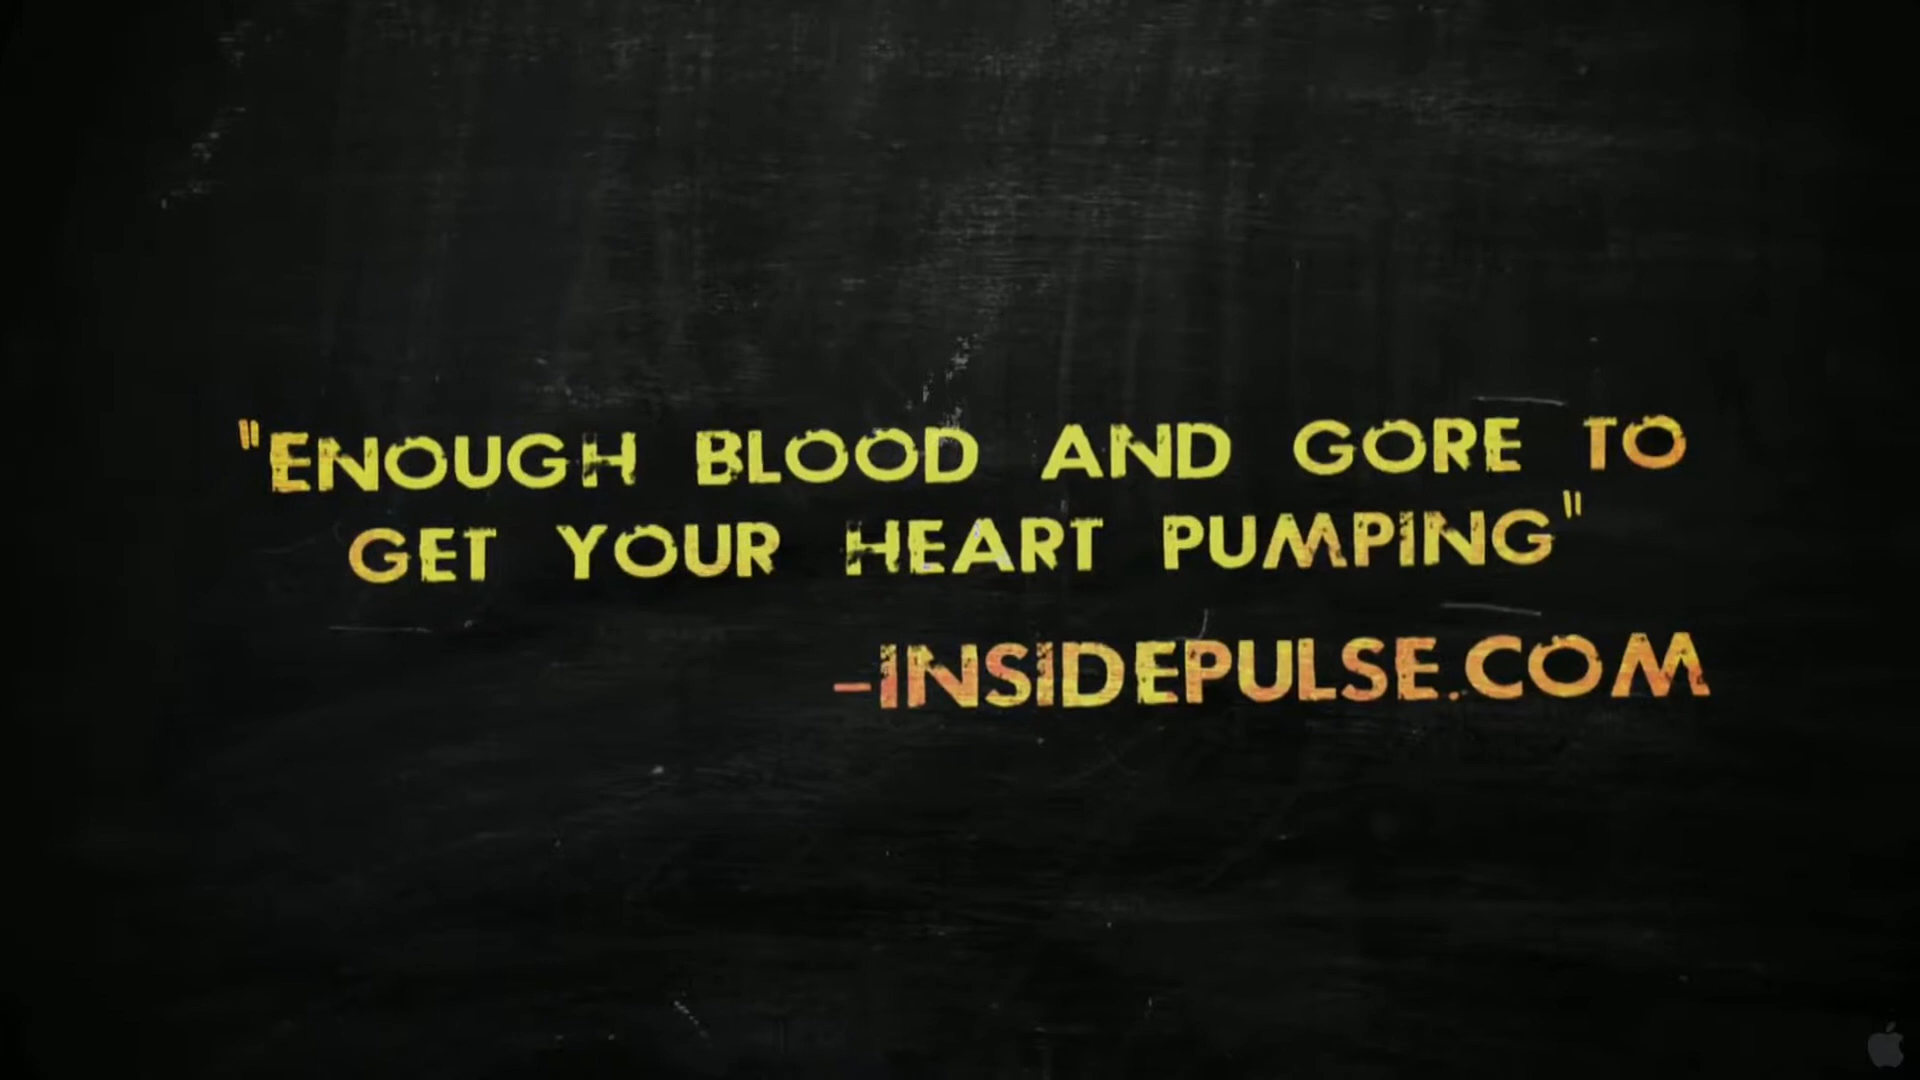 "ENOUGH BLOOD AND GORE TO
GET YOUR HEART PUMPING"
-INSIDEPULSE.COM